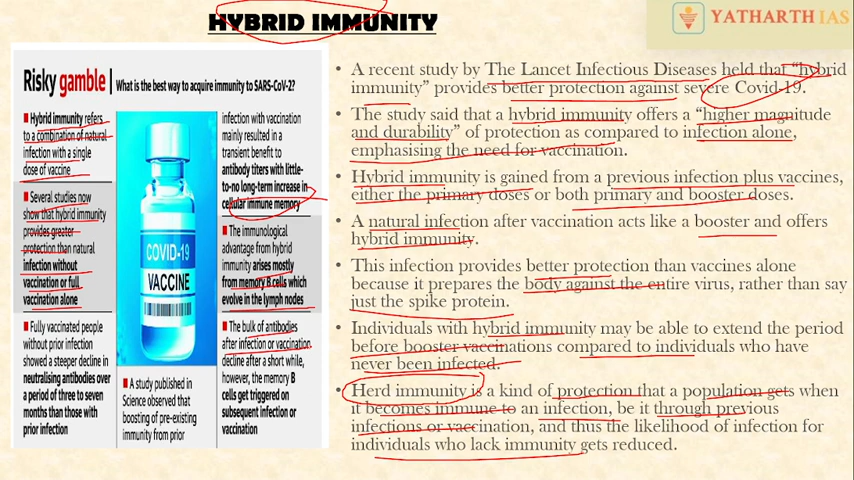 HYBRID IMMUNITY
YATHARTH IAS
Risky gamble | What is the best way to acquire immunity to SARS-CoV-2?
Hybrid immunity refers
to a combination of natural
infection with a single
dose of vaccine
Several studies now
show that hybrid immunity
provides greater
protection than natural
infection without
vaccination or full
vaccination alone
Fully vaccinated people
without prior infection
showed a steeper decline in
neutralising antibodies over
a period of three to seven
months than those with
prior infection
COVID-19
VACCINE
A study published in
Science observed that
boosting of pre-existing
immunity from prior
infection with vaccination
mainly resulted in a
transient benefit to
antibody titers with little-
to-no long-term increase in
cellular immune memory
The immunological
advantage from hybrid
immunity arises mostly
from memory B cells which
evolve in the lymph nodes
The bulk of antibodies
after infection or vaccination
decline after a short while,
however, the memory B
cells get triggered on
subsequent infection or
vaccination
• A recent study by The Lancet Infectious Diseases held that "hybrid
immunity" provides better protection against severe Covid-19.
• The study said that a hybrid immunity offers a "higher magnitude
and durability" of protection as compared to infection alone,
emphasising the need for vaccination.
• Hybrid immunity is gained from a previous infection plus vaccines,
either the primary doses or both primary and booster doses.
• A natural infection after vaccination acts like a booster and offers
hybrid immunity.
• This infection provides better protection than vaccines alone
because it prepares the body against the entire virus, rather than say
just the spike protein.
• Individuals with hybrid immunity may be able to extend the period
before booster vaccinations compared to individuals who have
never been infected.
• Herd immunity is a kind of protection that a population gets when
it becomes immune to an infection, be it through previous
infections or vaccination, and thus the likelihood of infection for
individuals who lack immunity gets reduced.